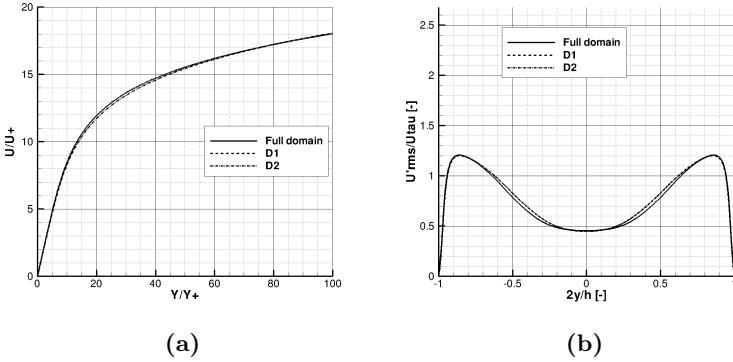 20
15
10
5
0
U/U+
0
20
40
60
80
100
Y/Y+
Full domain
D1
D2
(a)
2.5
2
1.5
1
0.5
0
U'rms/Utau [-]
-1
-0.5
0
0.5
1
2y/h [-]
Full domain
D1
D2
(b)